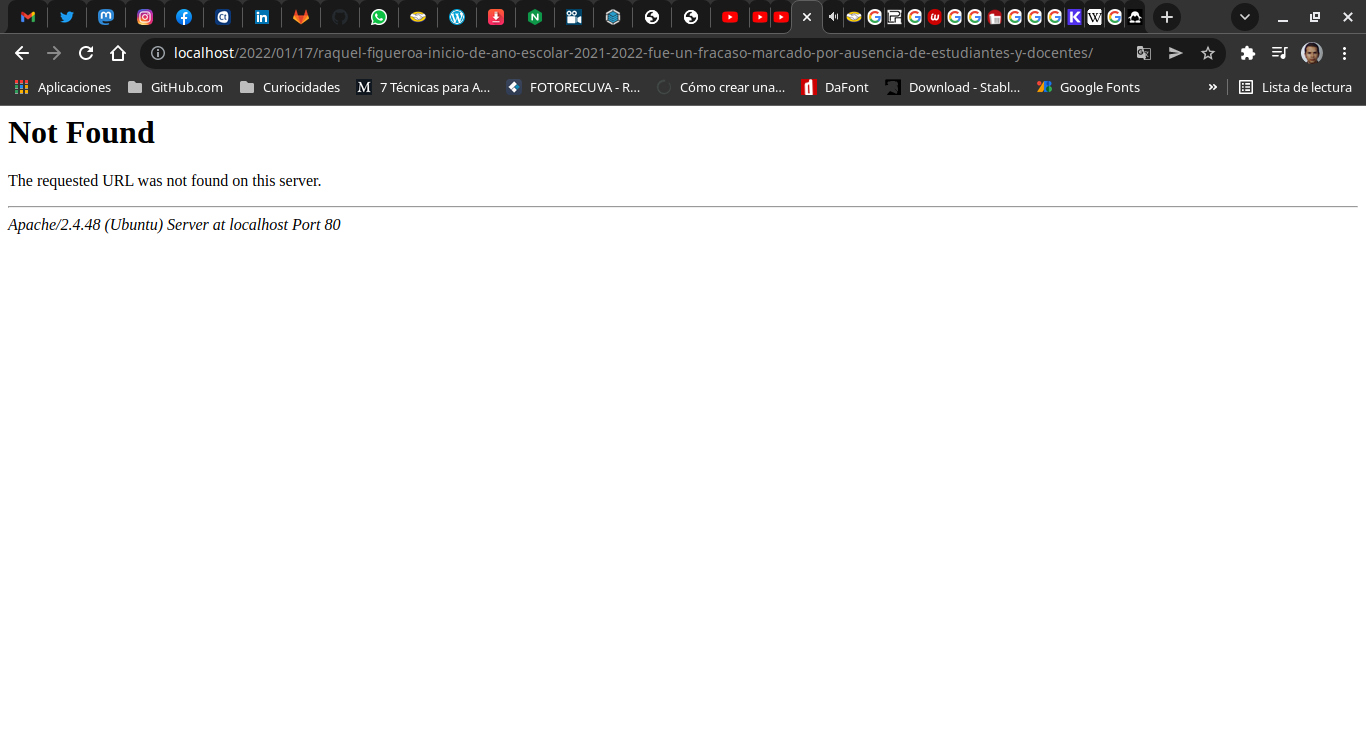 localhost/2022/01/17/raquel-figueroa-inicio-de-ano-escolar-2021-2022-fue-un-fracaso-marcado-por-ausencia-de-estudiantes-y-docentes/
Aplicaciones GitHub.com Curiocidades 7 Técnicas para A... FOTORECUVA - R... Cómo crear una... DaFont Download - Stabl... Google Fonts » Lista de lectura
Not Found
The requested URL was not found on this server.
Apache/2.4.48 (Ubuntu) Server at localhost Port 80